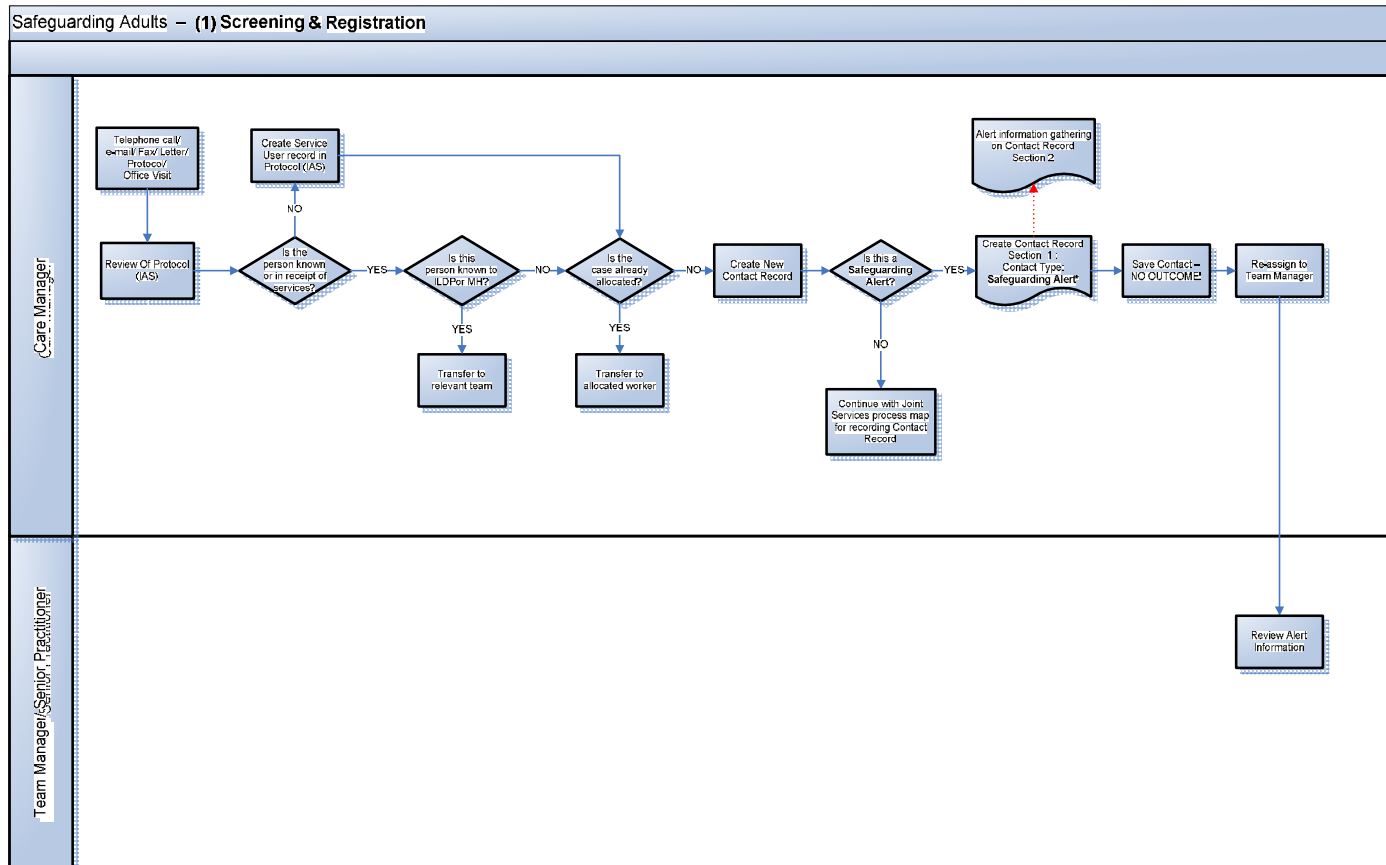 Safeguarding Adults – (1) Screening & Registration
Care Manager
Telephone call/
e-mail/ Fax/ Letter/
Protocol/
Office Visit
Review Of Protocol
(IAS)
Is the
person known
or in receipt of
services?
NO
Create Service
User record in
Protocol (IAS)
YES
Is this
person known to
ILDPor MH?
YES
Transfer to
relevant team
NO
Is the
case already
allocated?
YES
Transfer to
allocated worker
NO
Create New
Contact Record
Is this a
Safeguarding
Alert?
NO
Continue with Joint
Services process map
for recording Contact
Record
YES
Create Contact Record
Section 1 :
Contact Type:
Safeguarding Alert*
Alert information gathering
on Contact Record
Section 2
Save Contact –
NO OUTCOME!
Re-assign to
Team Manager
Team Manager/Senior Practitioner
Review Alert
Information